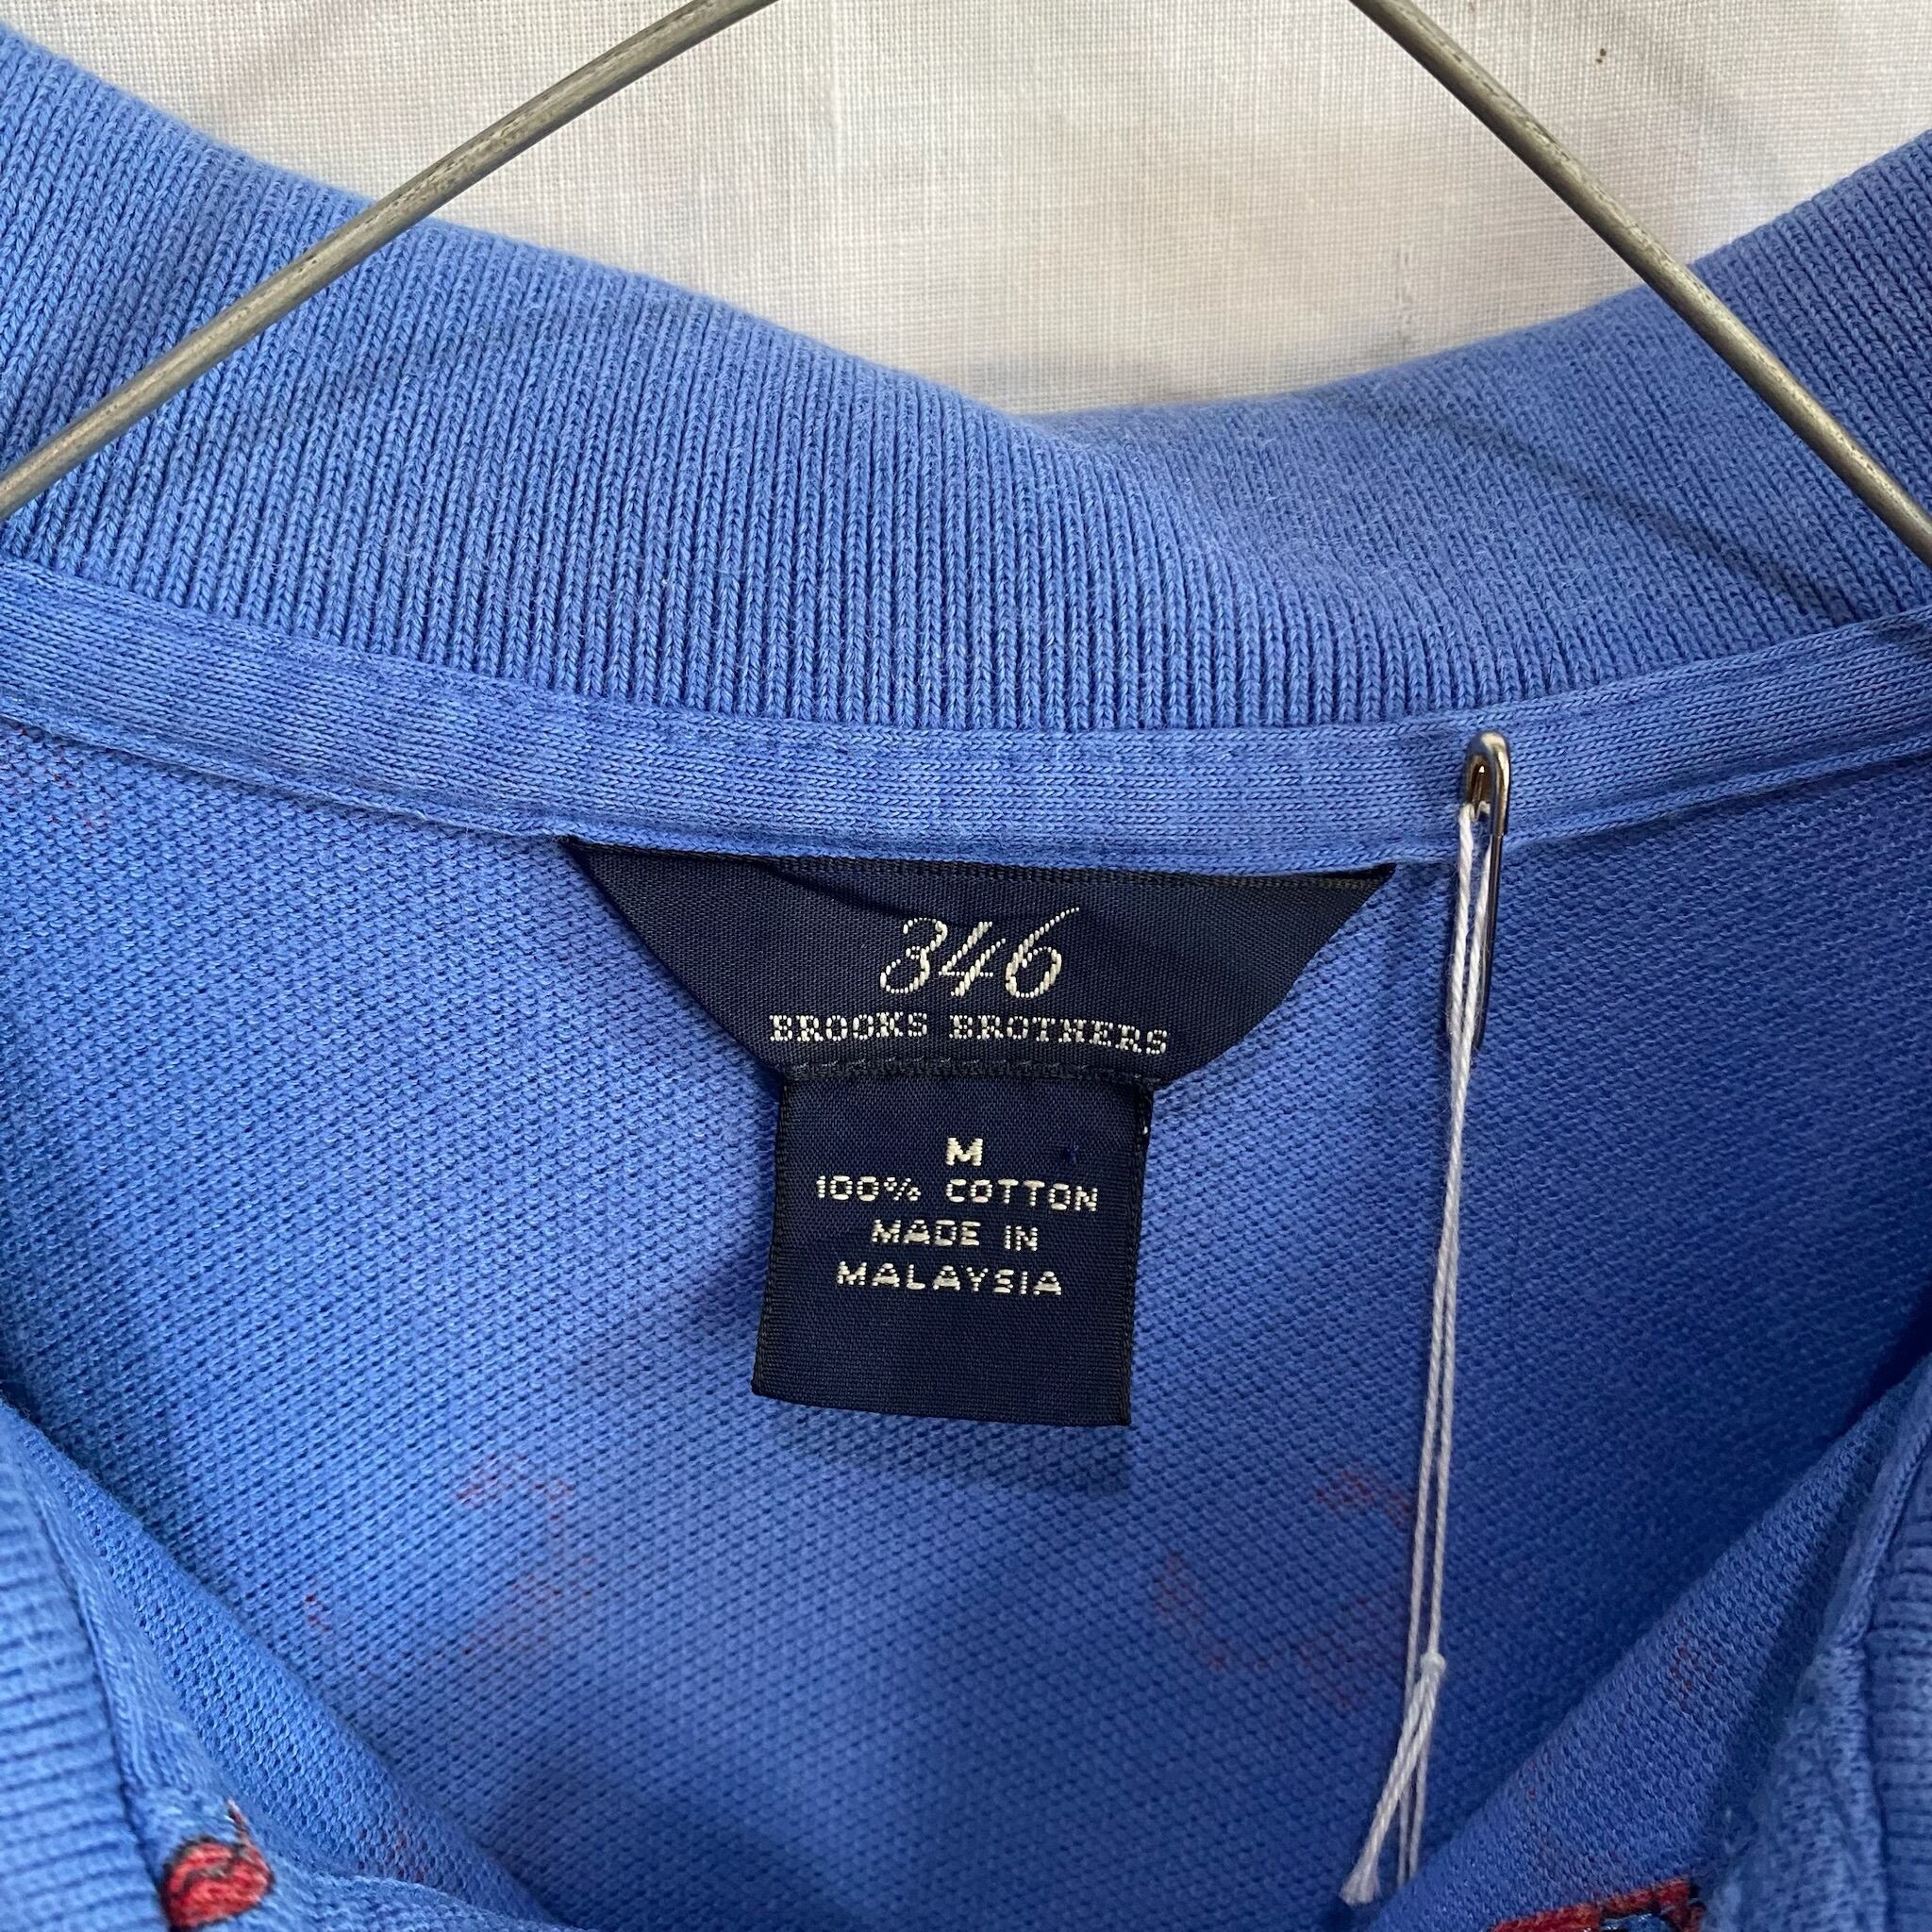 346
BROOKS BROTHERS
M
100% COTTON
MADE IN
MALAYSIA